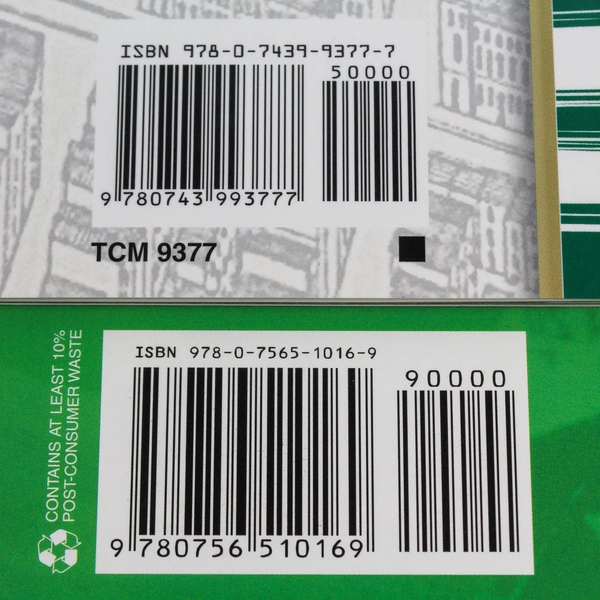 ISBN 978-0-7439-9377-7
50000
9 780743 993777
TCM 9377
CONTAINS AT LEAST 10%
POST-CONSUMER WASTE
ISBN 978-0-7565-1016-9
90000
9 780756 510169